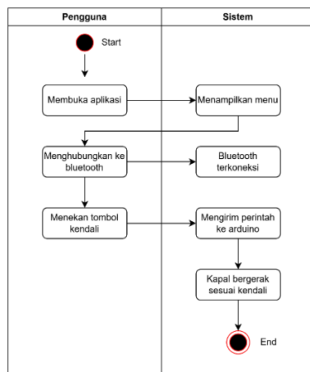 Pengguna
Sistem
Start
Membuka aplikasi
Menampilkan menu
Menghubungkan ke
bluetooth
Bluetooth
terkoneksi
Menekan tombol
kendali
Mengirim perintah
ke arduino
Kapal bergerak
sesuai kendali
End